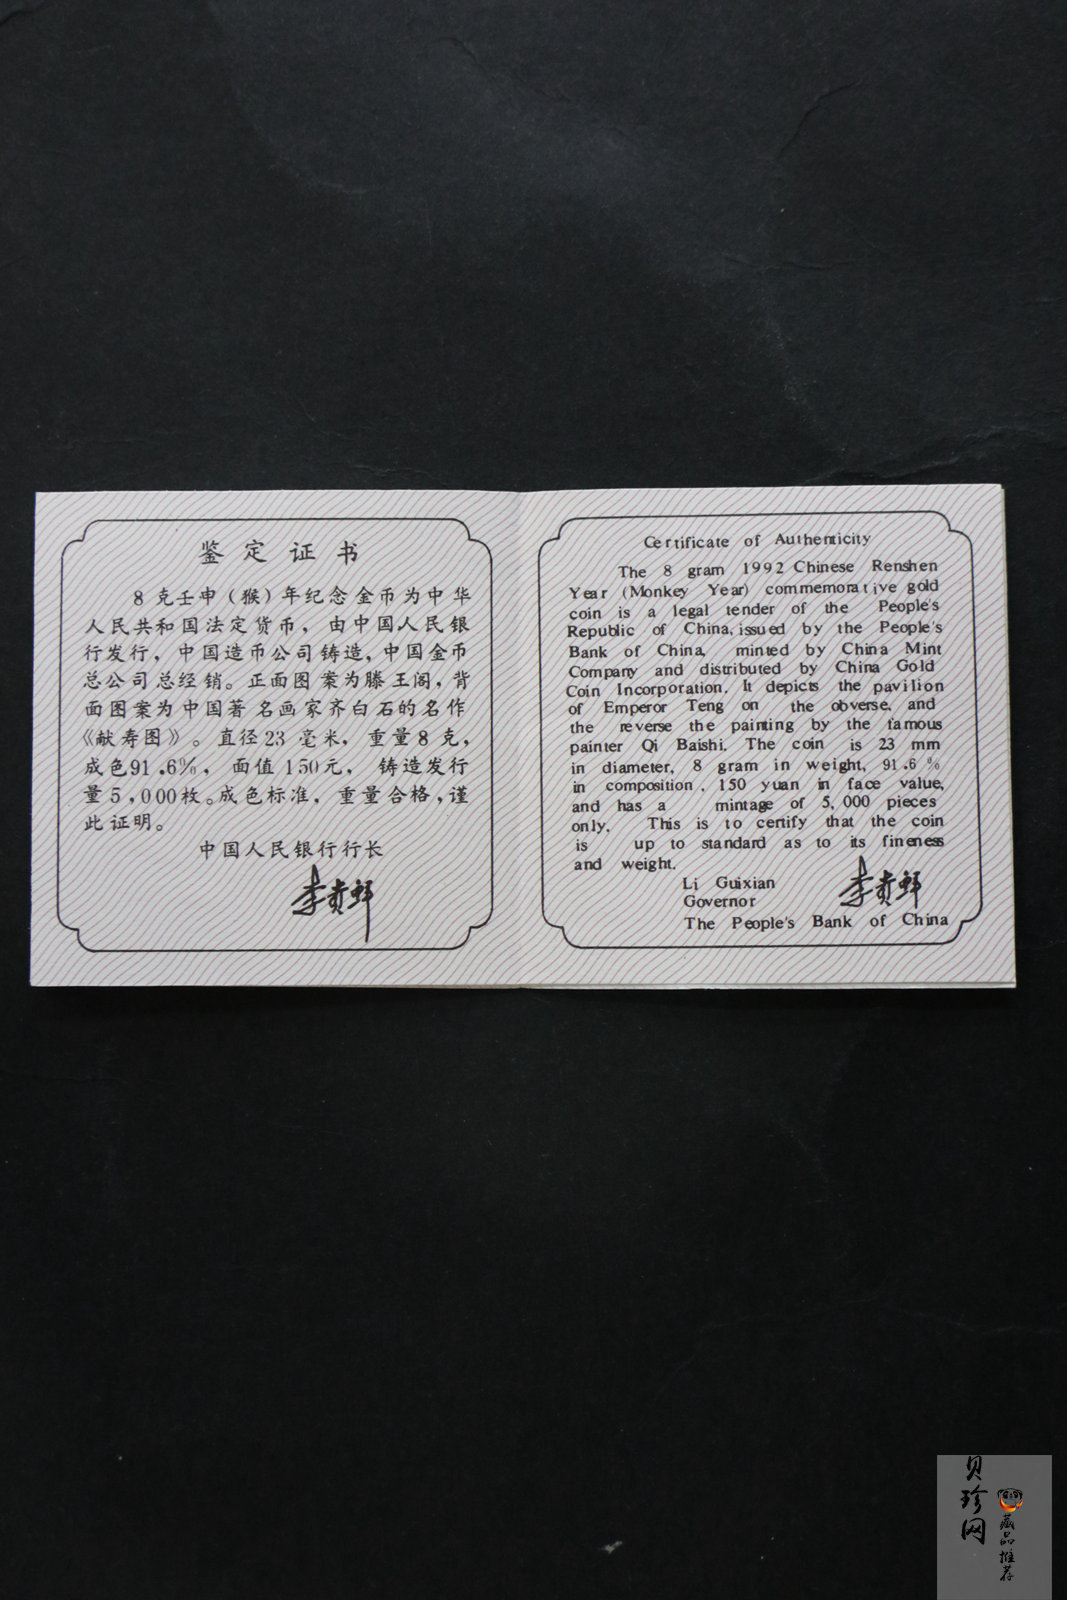 鉴定证书
8克壬申（猴）年纪念金币为中华
人民共和国法定货币，由中国人民银
行发行，中国造币公司铸造，中国金币
总公司总经销。正面图案为滕王阁，背
面图案为中国著名画家齐白石的名作
《献寿图》。直径23毫米，重量8克，
成色91.6%，面值150元，铸造发行
量5,000枚。成色标准，重量合格，谨
此证明。
中国人民银行行长
李贵鲜
Certificate of Authenticity
The 8 gram 1992 Chinese Renshen
Year (Monkey Year) commemorative gold
coin is a legal tender of the People's
Republic of China, issued by the People's
Bank of China, minted by China Mint
Company and distributed by China Gold
Coin Incorporation. It depicts the pavilion
of Emperor Teng on the obverse, and
the reverse the painting by the famous
painter Qi Baishi. The coin is 23 mm
in diameter, 8 gram in weight, 91.6%
in composition, 150 yuan in face value,
and has a mintage of 5,000 pieces
only. This is to certify that the coin
is up to standard as to its fineness
and weight.
Li Guixian 李贵鲜
Governor
The People's Bank of China
贝珍网
藏品推荐